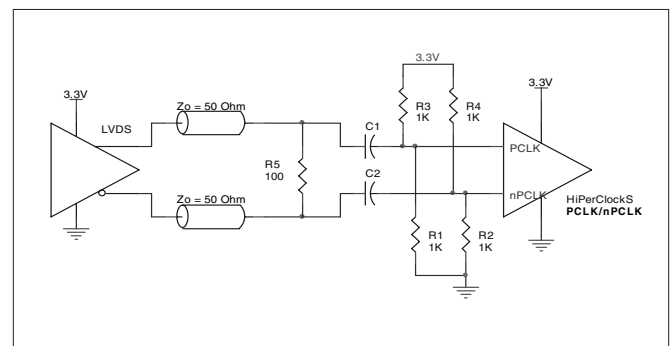 3.3V
LVDS
Zo = 50 Ohm
Zo = 50 Ohm
R5
100
C1
C2
3.3V
R3
1K
R4
1K
R1
1K
R2
1K
3.3V
PCLK
nPCLK
HiPerClockS
PCLK/nPCLK